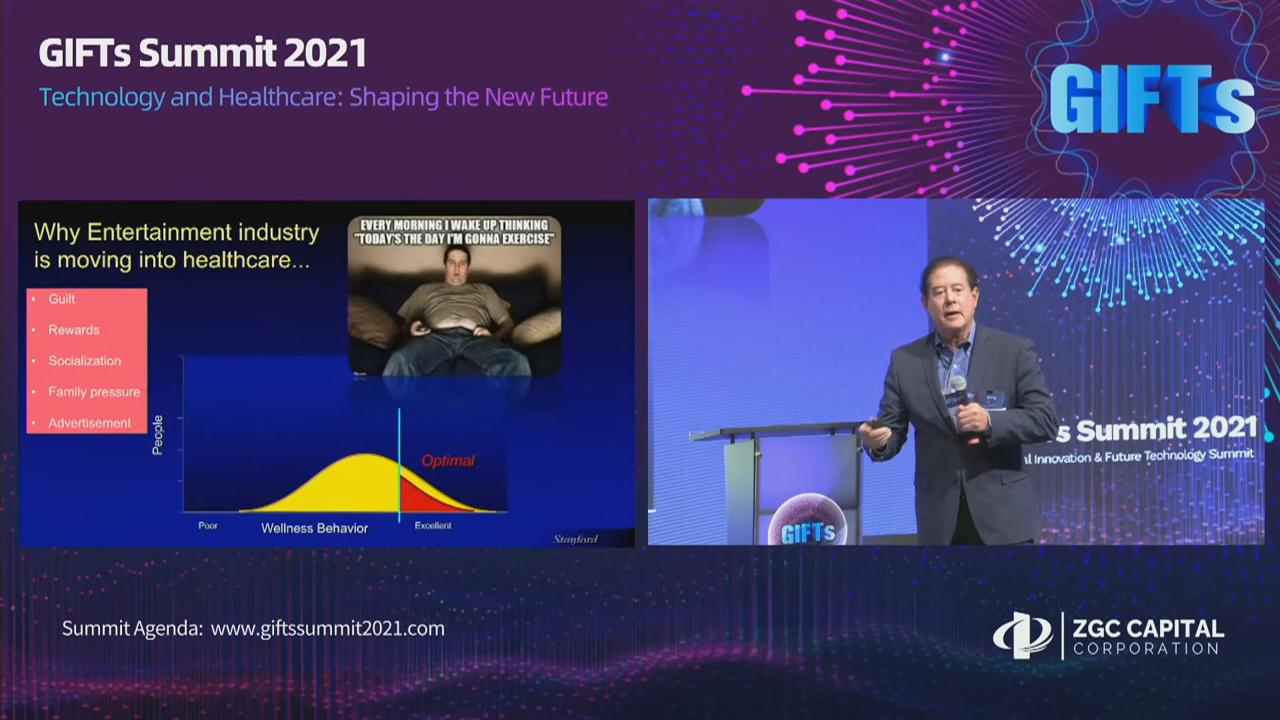 GIFTs Summit 2021
Technology and Healthcare: Shaping the New Future
GIFTs
Why Entertainment industry
is moving into healthcare...
EVERY MORNING I WAKE UP THINKING
"TODAY'S THE DAY I'M GONNA EXERCISE"
• Guilt
• Rewards
• Socialization
• Family pressure
• Advertisement
People
Optimal
Poor
Wellness Behavior
Excellent
Stanford
s Summit 2021
l Innovation & Future Technology Summit
GIFTs
Summit Agenda: www.giftssummit2021.com
ZGC CAPITAL
CORPORATION